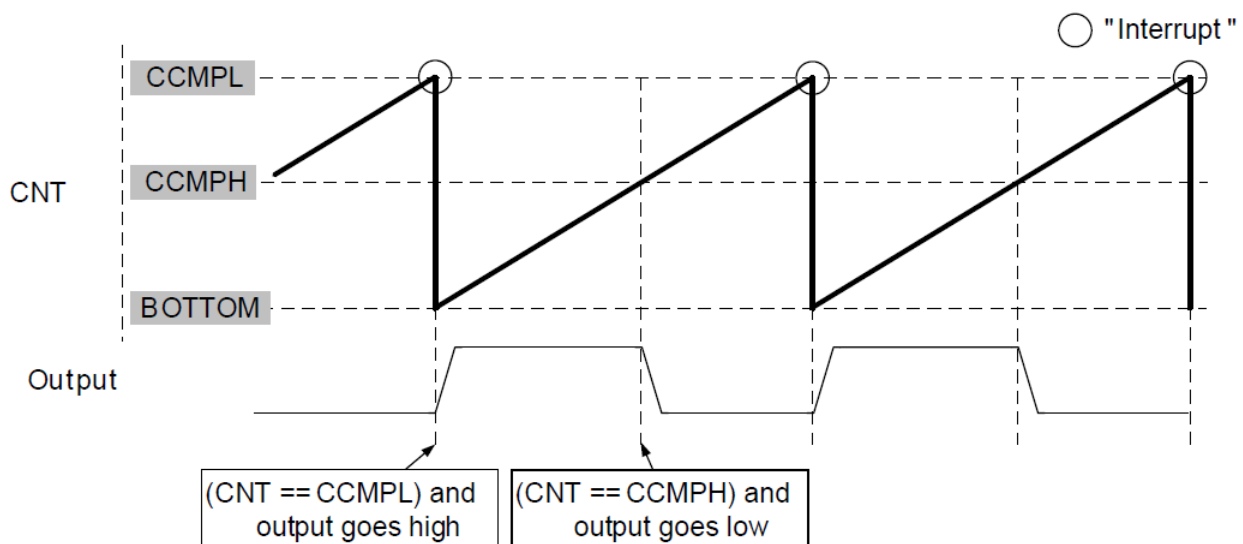 "Interrupt"
CCMPL
CCMPH
CNT
BOTTOM
Output
(CNT == CCMPL) and
output goes high
(CNT == CCMPH) and
output goes low